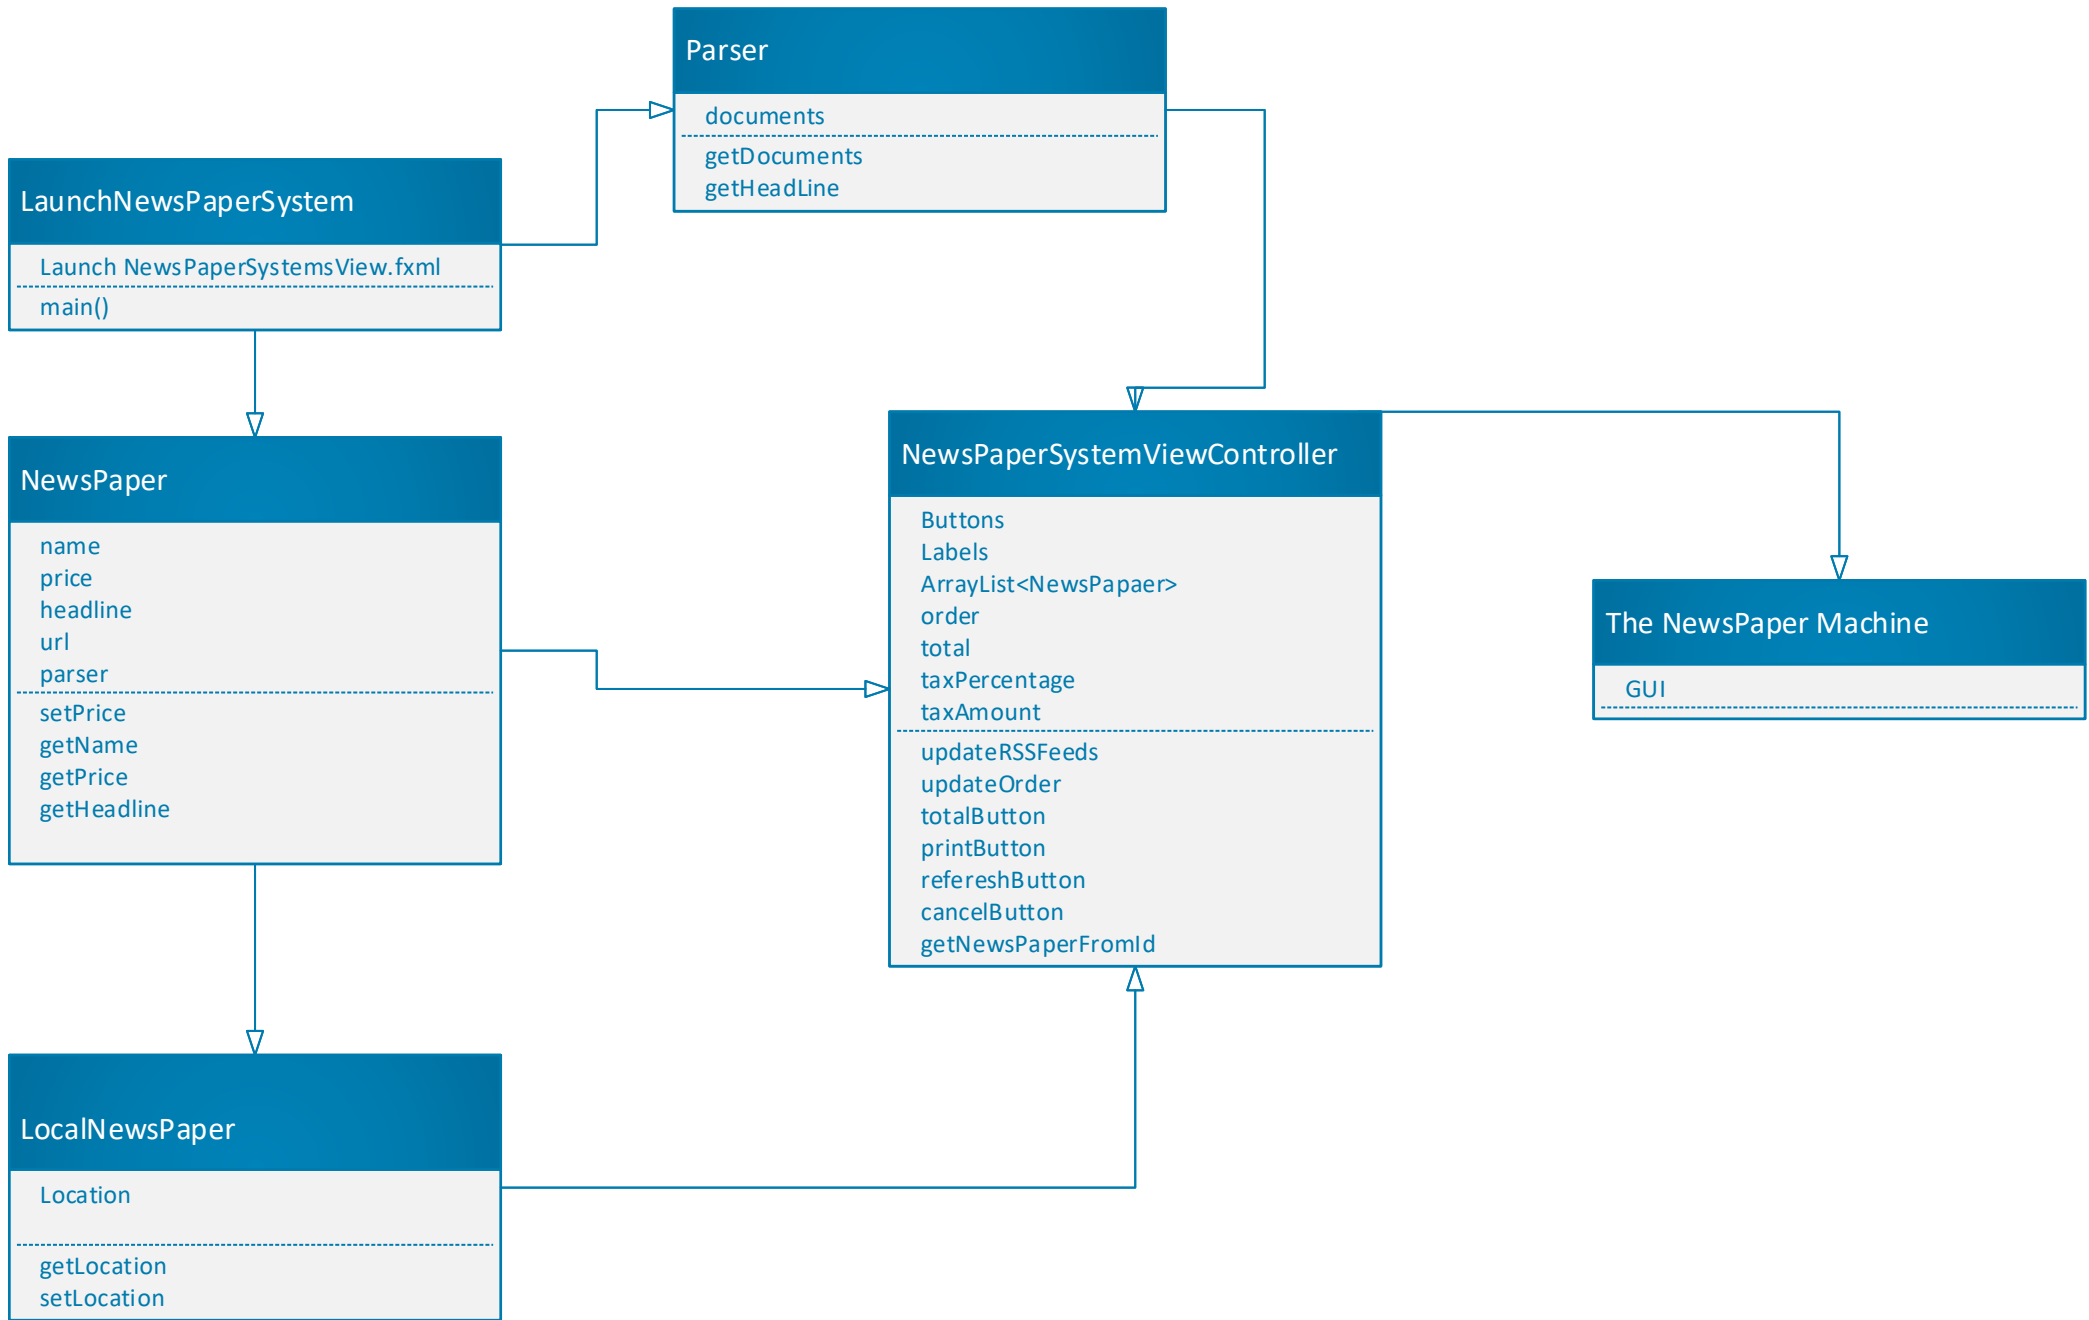 Parser
documents
getDocuments
getHeadLine
LaunchNewsPaperSystem
Launch NewsPaperSystemsView.fxml
main()
NewsPaper
name
price
headline
url
parser
setPrice
getName
getPrice
getHeadline
NewsPaperSystemViewController
Buttons
Labels
ArrayList<NewsPapaer>
order
total
taxPercentage
taxAmount
updateRSSFeeds
updateOrder
totalButton
printButton
refereshButton
cancelButton
getNewsPaperFromId
The NewsPaper Machine
GUI
LocalNewsPaper
Location
getLocation
setLocation